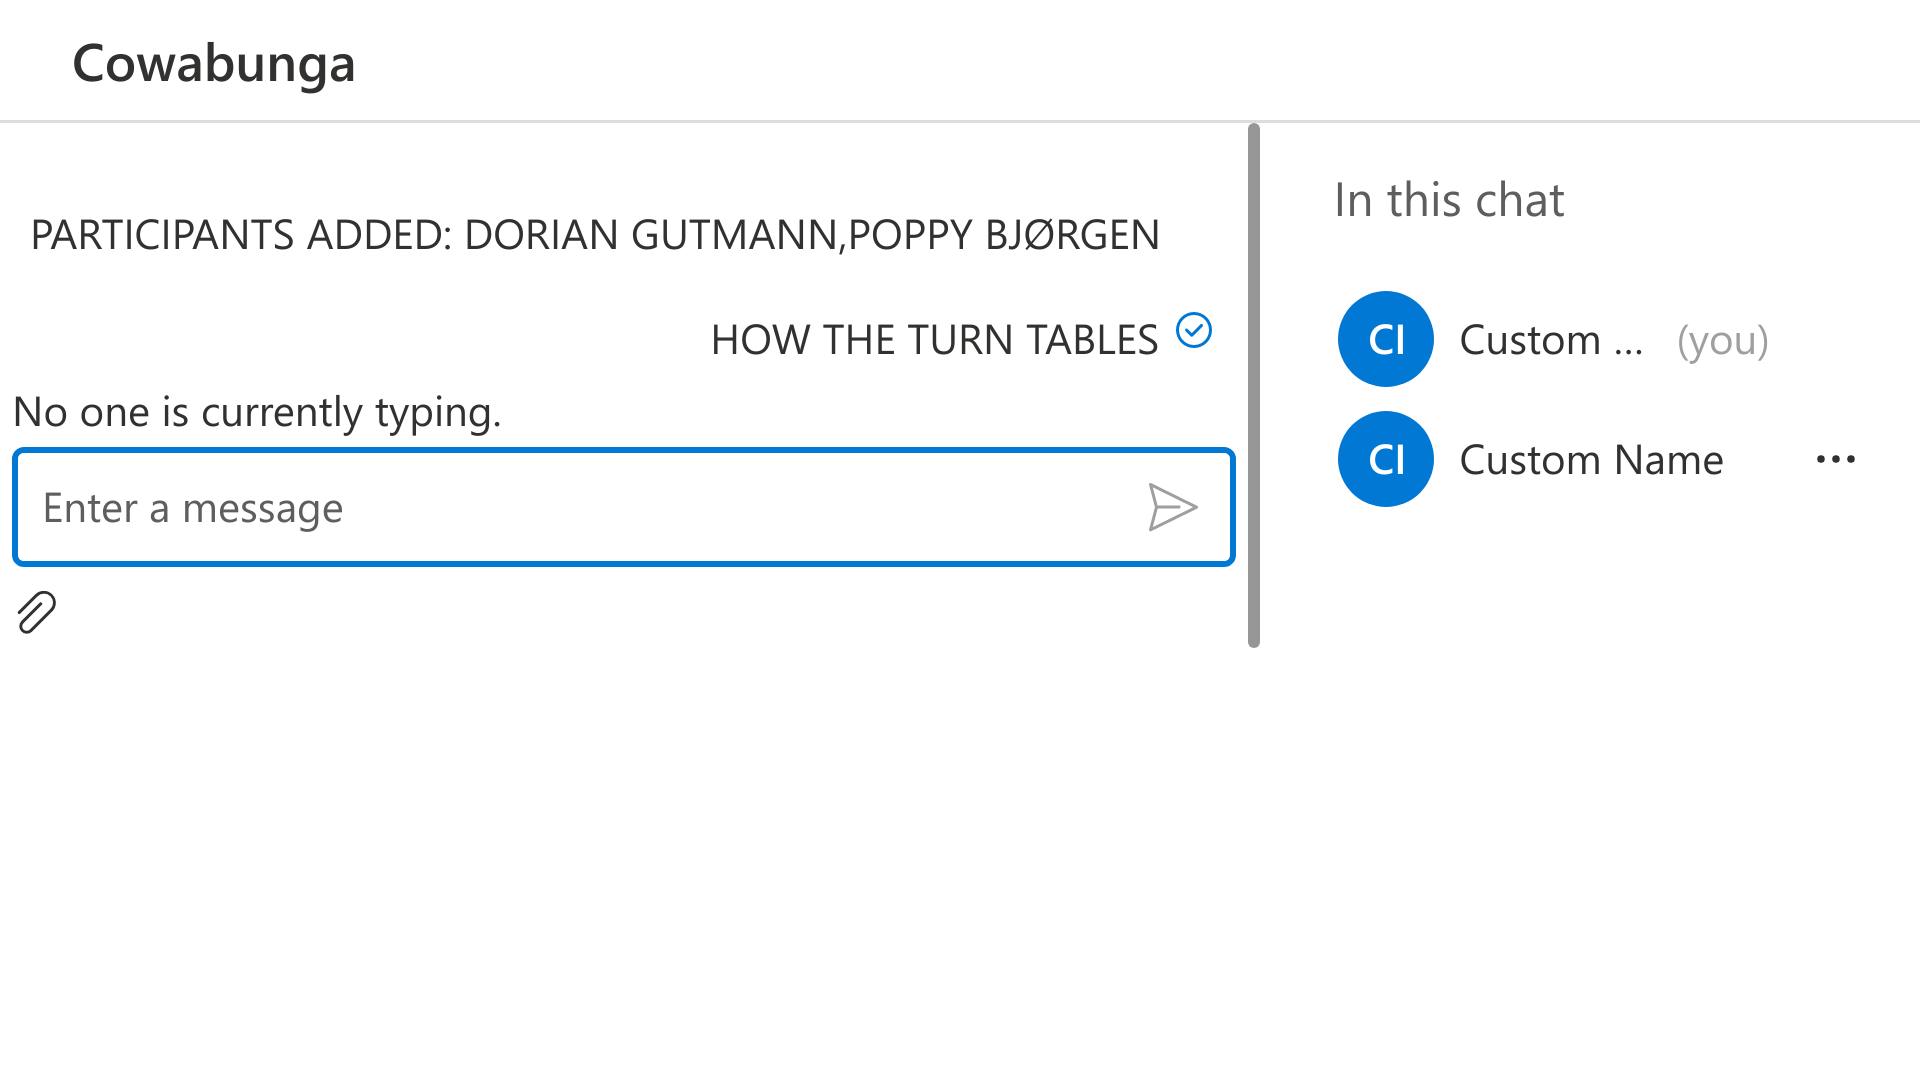 Cowabunga
PARTICIPANTS ADDED: DORIAN GUTMANN,POPPY BJØRGEN
HOW THE TURN TABLES
No one is currently typing.
Enter a message
In this chat
CI Custom ... (you)
CI Custom Name